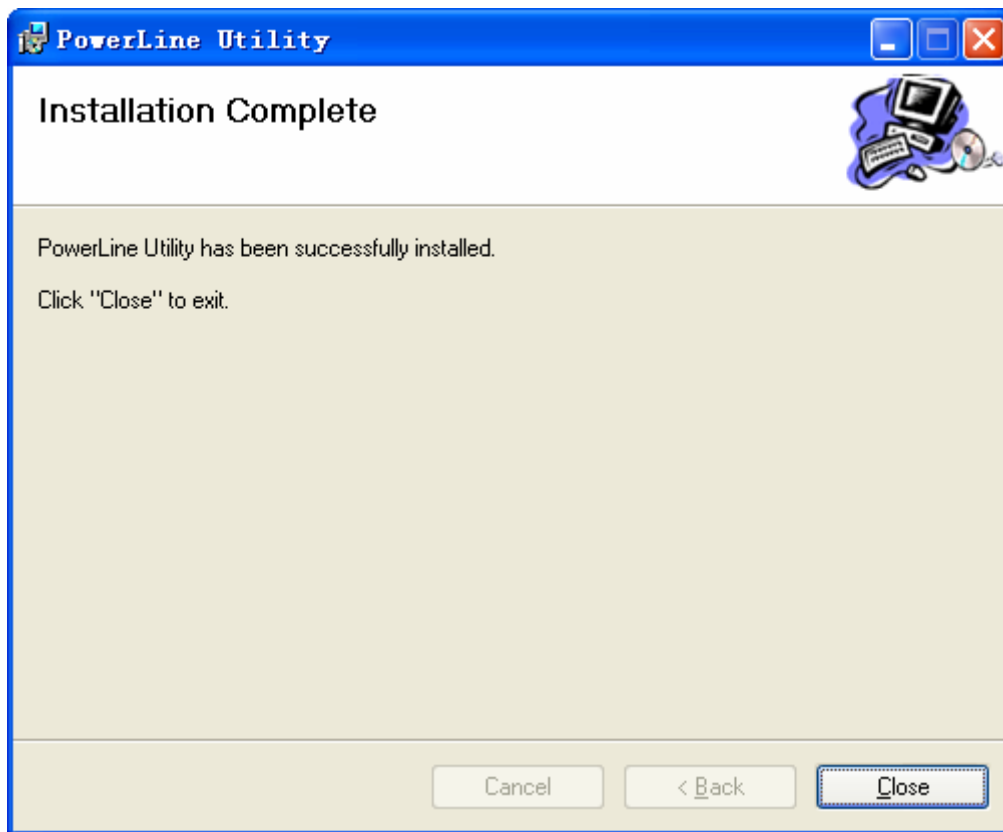 PowerLine Utility
Installation Complete
PowerLine Utility has been successfully installed.
Click "Close" to exit.
Cancel
< Back
Close